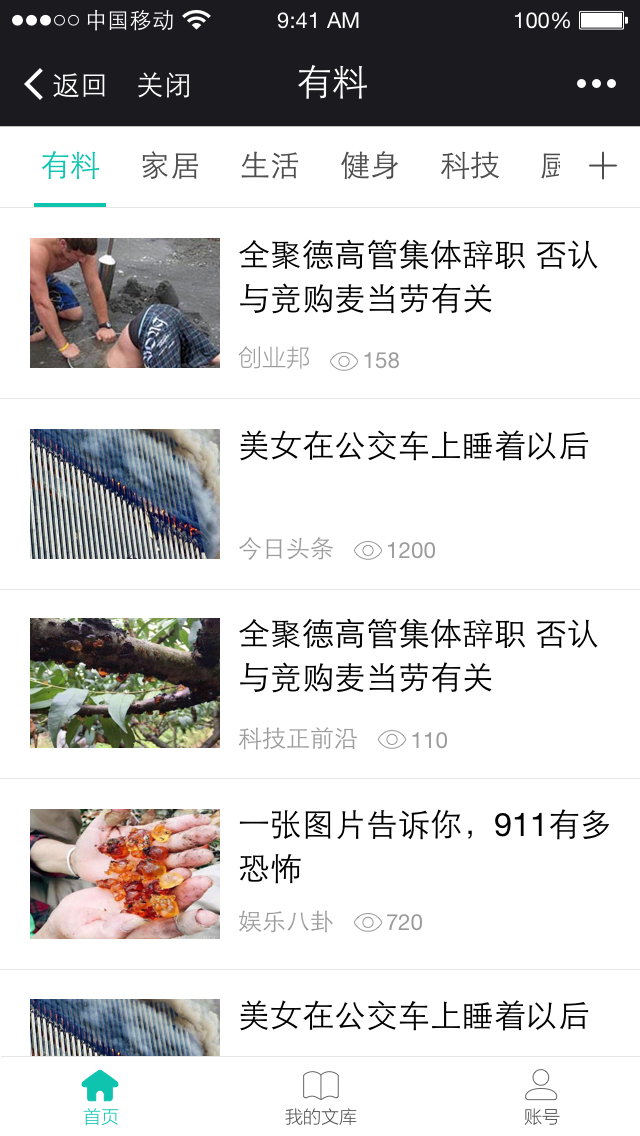 中国移动 9:41 AM 100%
返回 关闭 有料
有料 家居 生活 健身 科技 厨
全聚德高管集体辞职 否认
与竞购麦当劳有关
创业邦 158
美女在公交车上睡着以后
今日头条 1200
全聚德高管集体辞职 否认
与竞购麦当劳有关
科技正前沿 110
一张图片告诉你，911有多
恐怖
娱乐八卦 720
美女在公交车上睡着以后
首页 我的文库 账号